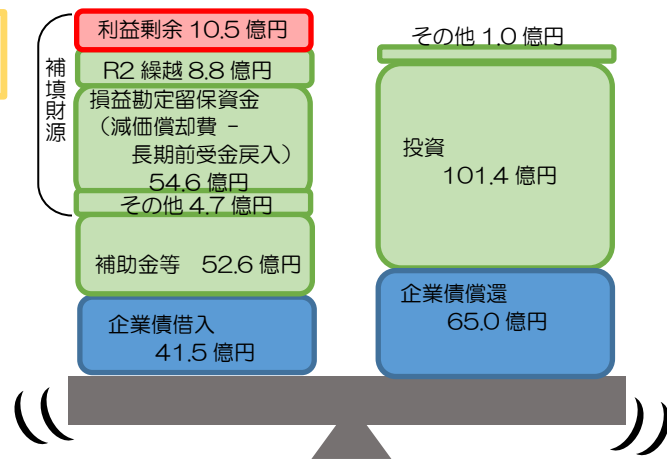 補填財源
利益剰余 10.5 億円
R2 繰越 8.8 億円
損益勘定留保資金
（減価償却費 －
長期前受金戻入）
54.6 億円
その他 4.7 億円
補助金等 52.6 億円
企業債借入
41.5 億円
その他 1.0 億円
投資
101.4 億円
企業債償還
65.0 億円